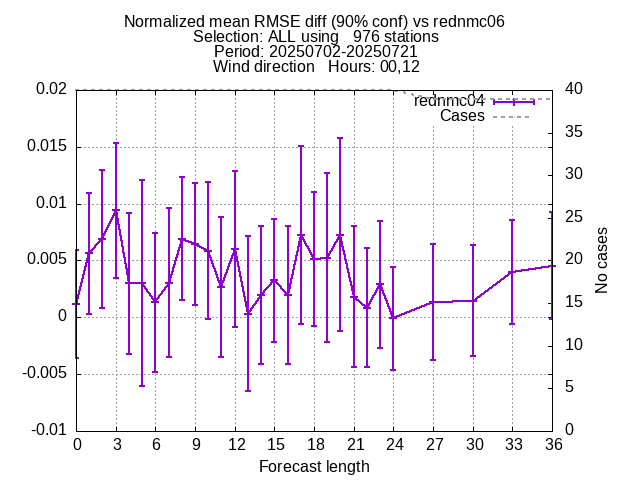 Normalized mean RMSE diff (90% conf) vs rednmc06
Selection: ALL using   976 stations
Period: 20250702-20250721
Wind direction   Hours: 00,12
rednmc04
Cases
0.02
0.015
0.01
0.005
0
-0.005
-0.01
40
35
30
25
20
15
10
5
0
No cases
0 3 6 9 12 15 18 21 24 27 30 33 36
Forecast length